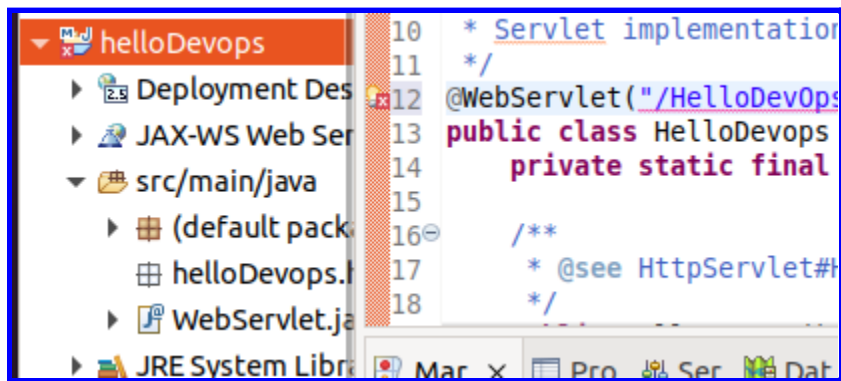 helloDevops
Deployment Des
JAX-WS Web Ser
src/main/java
(default pack
helloDevops.
WebServlet.ja
JRE System Libr
10 * Servlet implementation
11 */
12 @WebServlet("/HelloDevOps
13 public class HelloDevops
14 private static final
15
16 /**
17 * @see HttpServlet#H
18 */
Mar × Pro Ser Dat